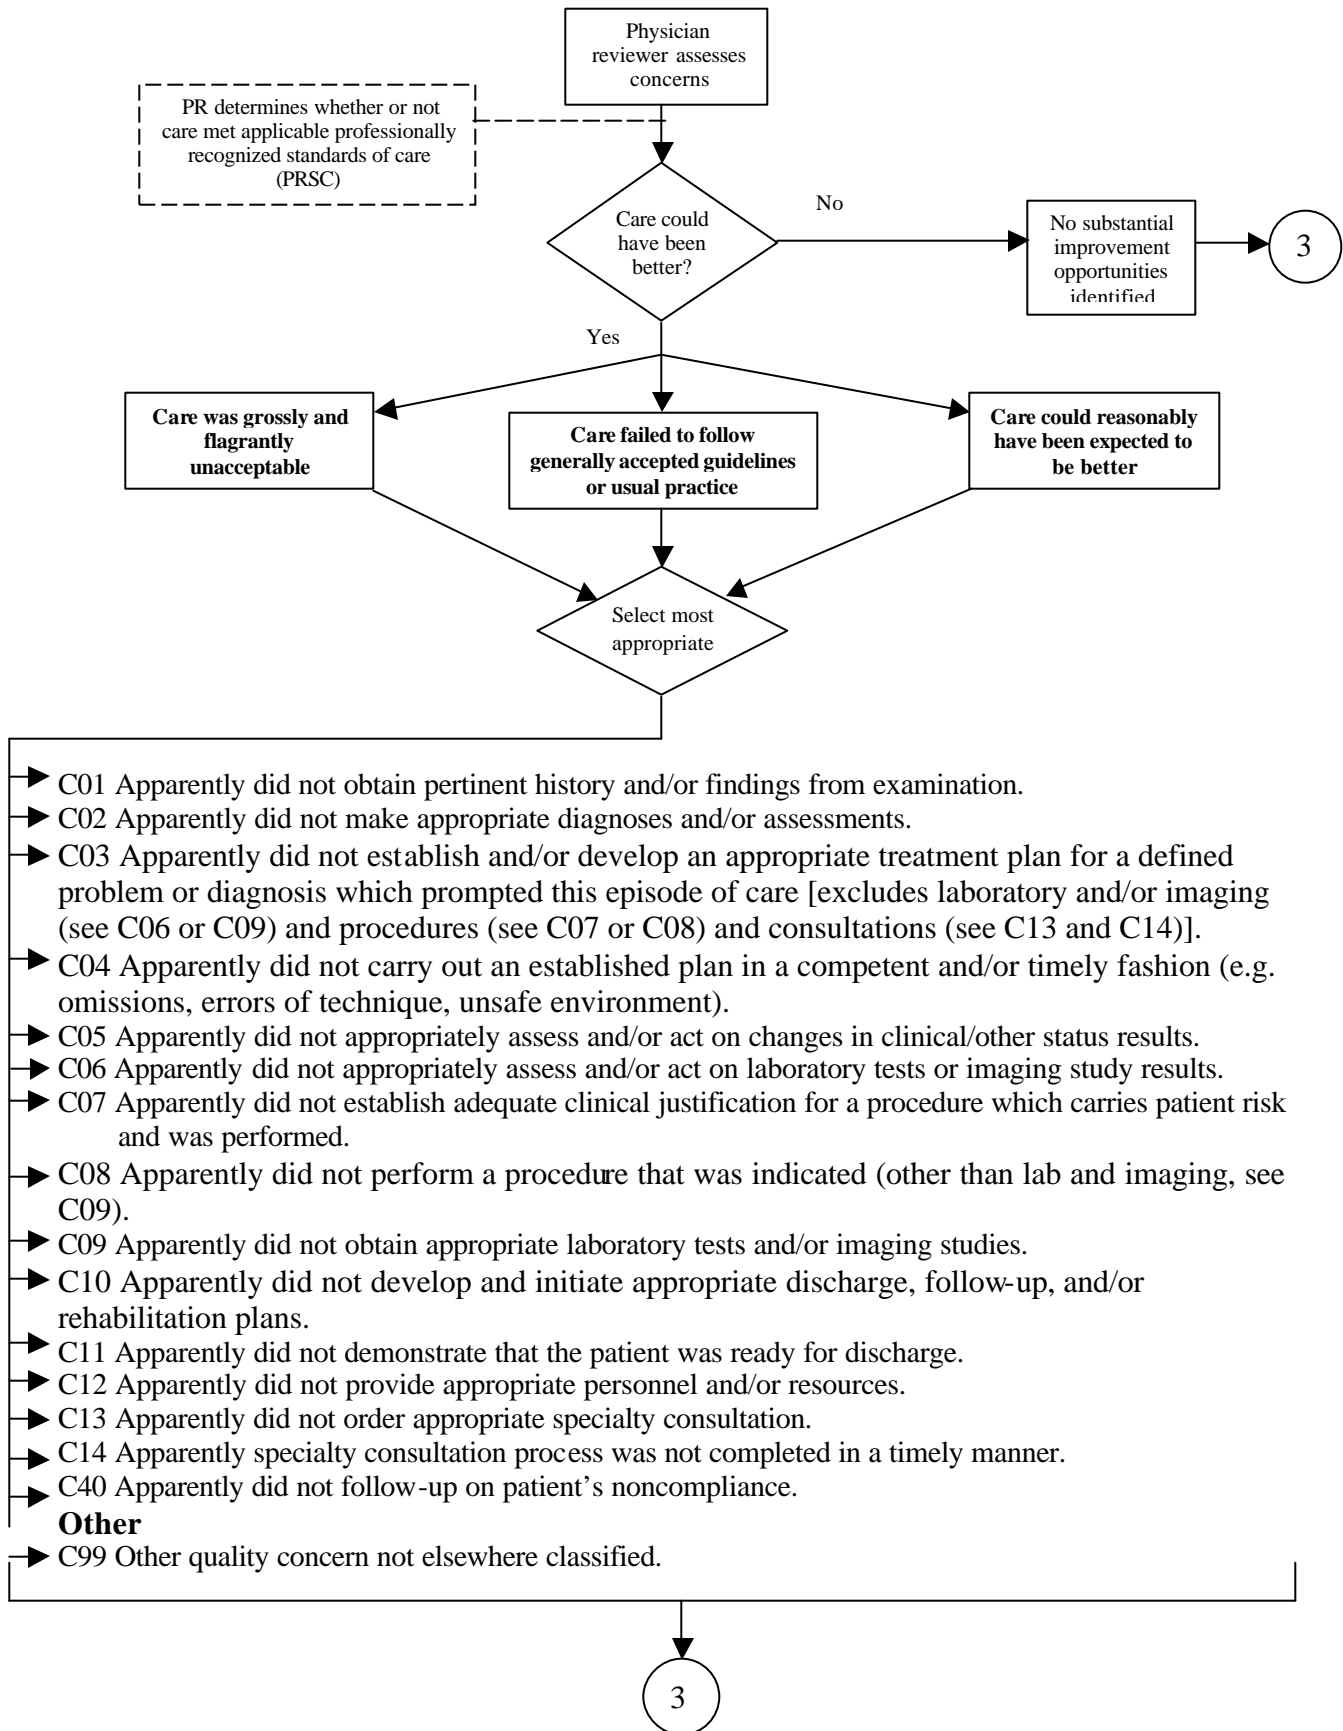 Physician
reviewer assesses
concerns
PR determines whether or not
care met applicable professionally
recognized standards of care
(PRSC)
Care could
have been
better?
No
No substantial
improvement
opportunities
identified
3
Yes
Care was grossly and
flagrantly
unacceptable
Care failed to follow
generally accepted guidelines
or usual practice
Care could reasonably
have been expected to
be better
Select most
appropriate
C01 Apparently did not obtain pertinent history and/or findings from examination.
C02 Apparently did not make appropriate diagnoses and/or assessments.
C03 Apparently did not establish and/or develop an appropriate treatment plan for a defined
problem or diagnosis which prompted this episode of care [excludes laboratory and/or imaging
(see C06 or C09) and procedures (see C07 or C08) and consultations (see C13 and C14)].
C04 Apparently did not carry out an established plan in a competent and/or timely fashion (e.g.
omissions, errors of technique, unsafe environment).
C05 Apparently did not appropriately assess and/or act on changes in clinical/other status results.
C06 Apparently did not appropriately assess and/or act on laboratory tests or imaging study results.
C07 Apparently did not establish adequate clinical justification for a procedure which carries patient risk
and was performed.
C08 Apparently did not perform a procedure that was indicated (other than lab and imaging, see
C09).
C09 Apparently did not obtain appropriate laboratory tests and/or imaging studies.
C10 Apparently did not develop and initiate appropriate discharge, follow-up, and/or
rehabilitation plans.
C11 Apparently did not demonstrate that the patient was ready for discharge.
C12 Apparently did not provide appropriate personnel and/or resources.
C13 Apparently did not order appropriate specialty consultation.
C14 Apparently specialty consultation process was not completed in a timely manner.
C40 Apparently did not follow-up on patient’s noncompliance.
Other
C99 Other quality concern not elsewhere classified.
3